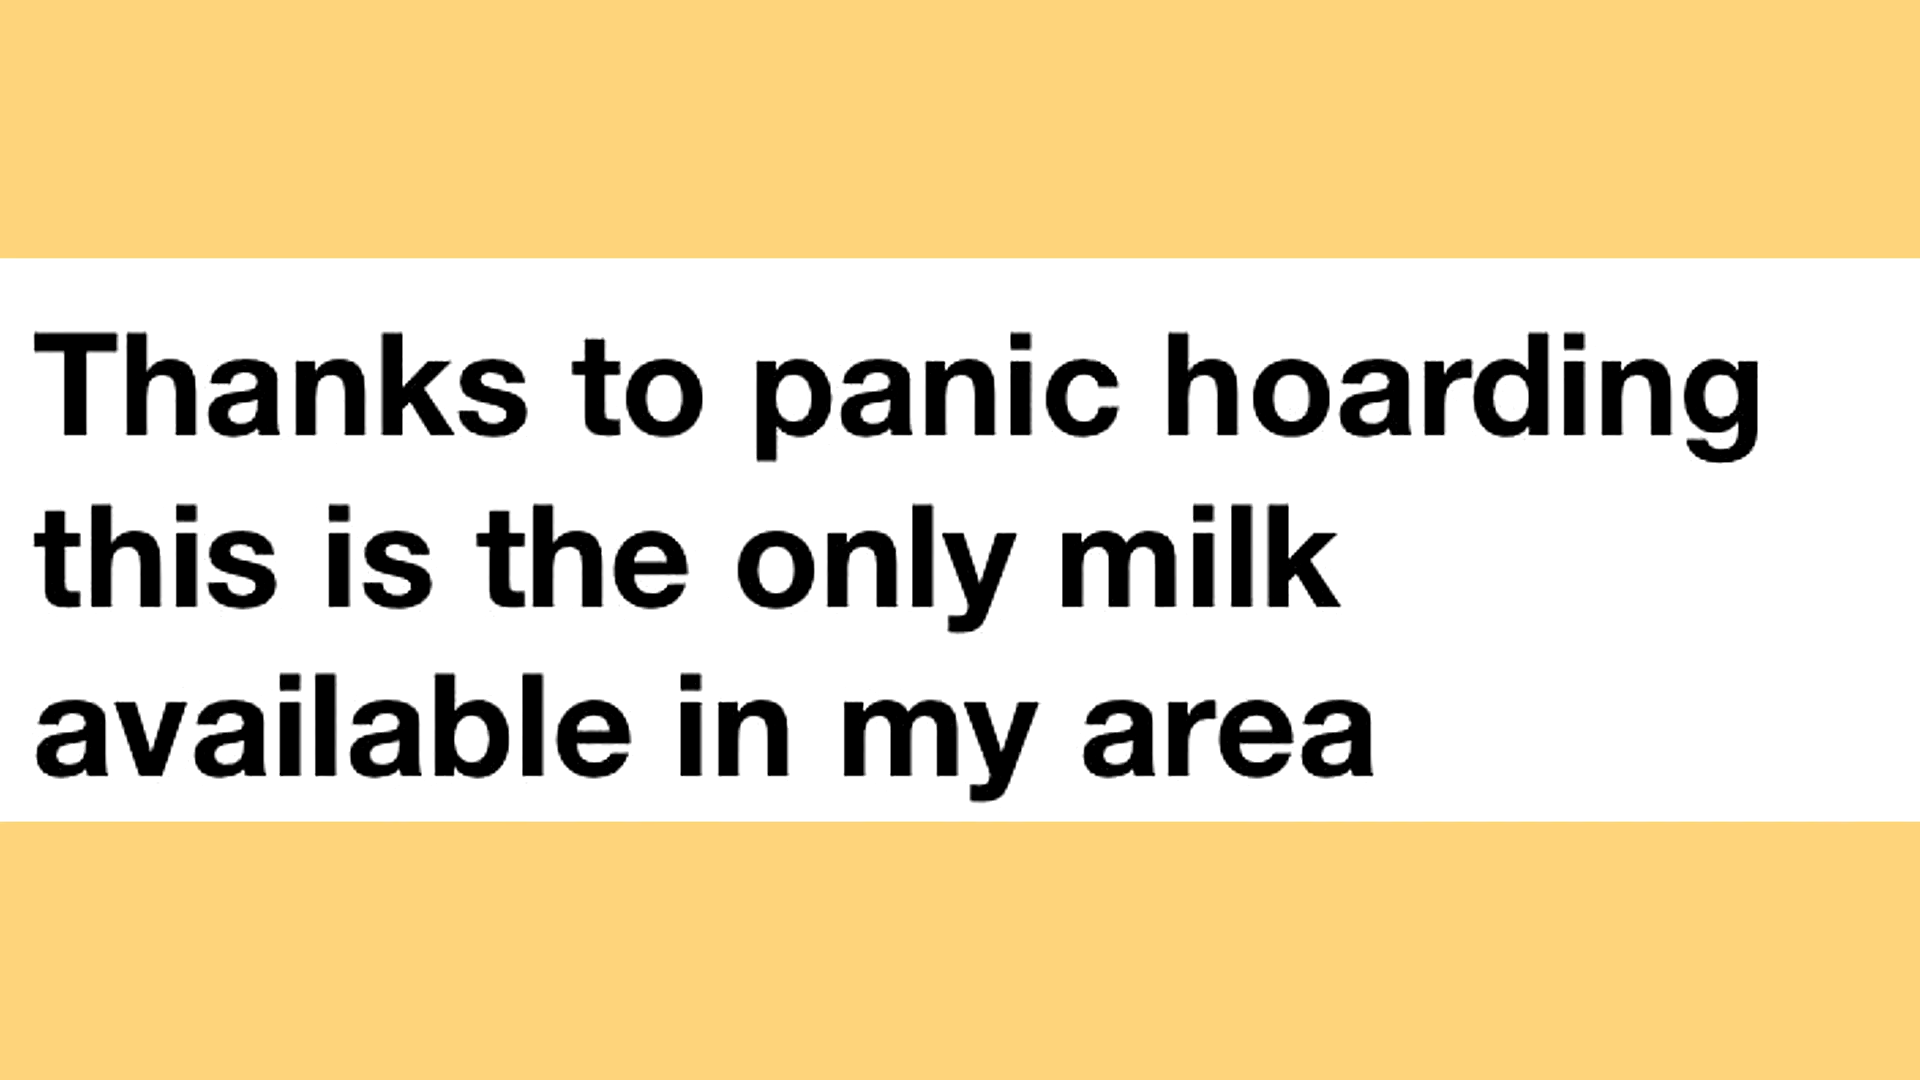 Thanks to panic hoarding
this is the only milk
available in my area